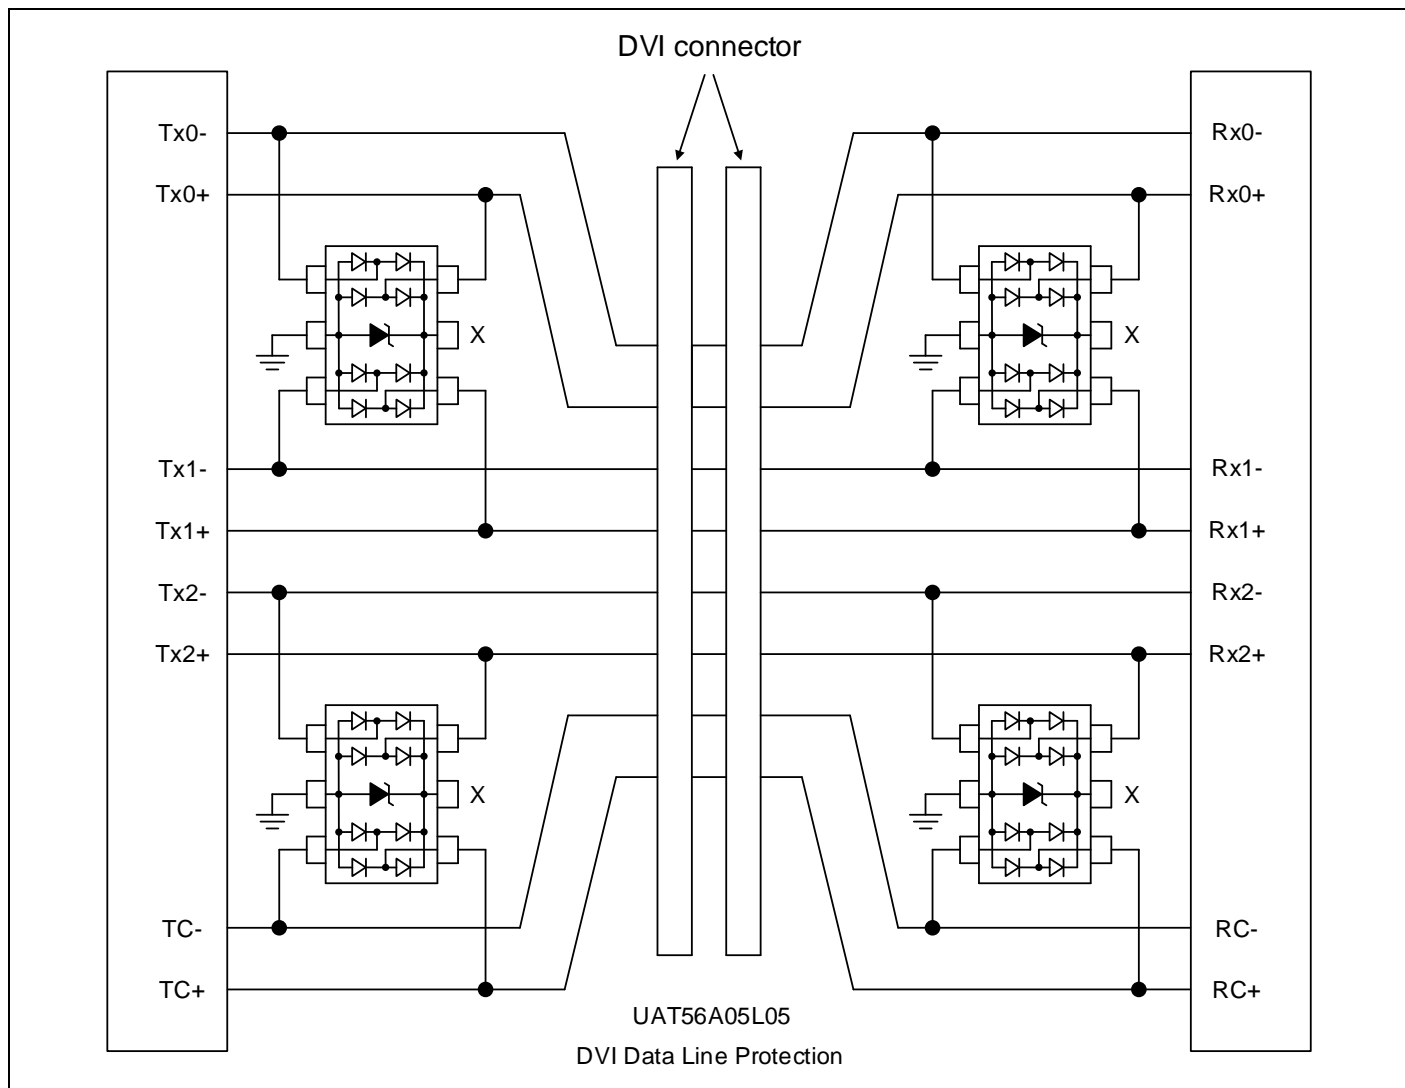 DVI connector
Tx0-
Rx0-
Tx0+
Rx0+
X
X
Tx1-
Rx1-
Tx1+
Rx1+
Tx2-
Rx2-
Tx2+
Rx2+
X
X
TC-
RC-
TC+
RC+
UAT56A05L05
DVI Data Line Protection